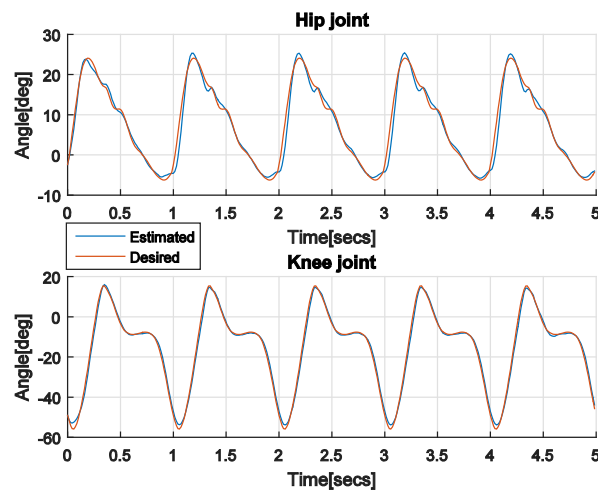 Hip joint
Angle[deg]
30
20
10
0
-10
0 0.5 1 1.5 2 2.5 3 3.5 4 4.5 5
Time[secs]
Estimated
Desired
Knee joint
Angle[deg]
20
0
-20
-40
-60
0 0.5 1 1.5 2 2.5 3 3.5 4 4.5 5
Time[secs]